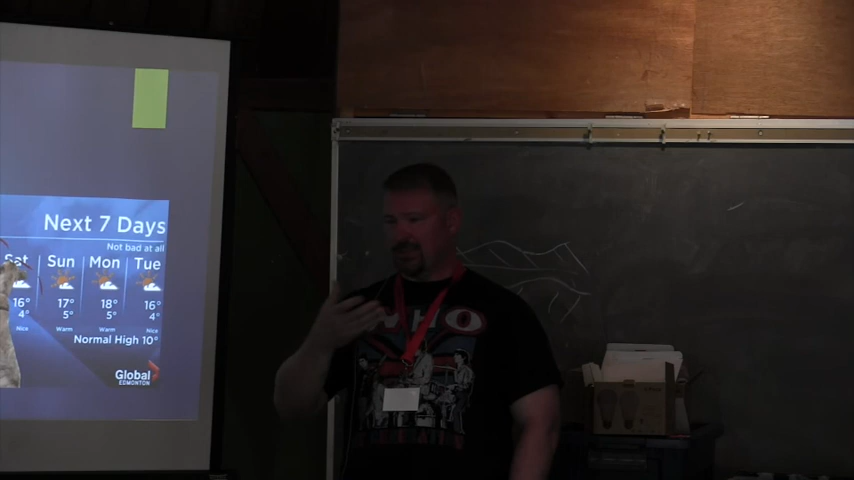 Next 7 Days
Not bad at all
Sat Sun Mon Tue
16° 17° 18° 16°
4° 5° 5° 4°
Nice Warm Warm Nice
Normal High 10°
Global
EDMONTON
WHO